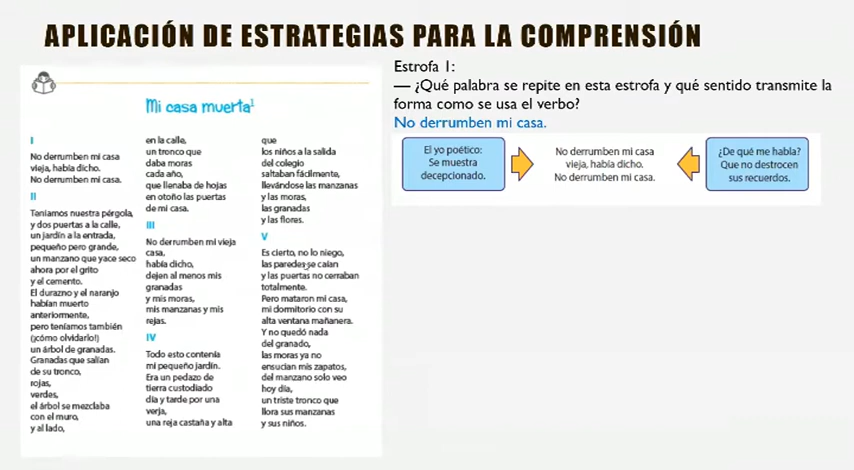 APLICACIÓN DE ESTRATEGIAS PARA LA COMPRENSIÓN
Mi casa muerta¹
I
No derrumben mi casa
vieja, había dicho.
No derrumben mi casa.
II
Teníamos nuestra pérgola,
y dos puertas a la calle,
un jardín a la entrada,
pequeño pero grande,
un manzano que yace seco
ahora por el grito
y el cemento.
El durazno y el naranjo
habían muerto
anteriormente,
pero teníamos también
(¡cómo olvidarlo!)
un árbol de granadas.
Granadas que salían
de su tronco,
rojas,
verdes,
el árbol se mezclaba
con el muro,
y al lado,
en la calle,
un tronco que
daba moras
cada año,
que llenaba de hojas
en otoño las puertas
de mi casa.
III
No derrumben mi vieja
casa,
había dicho,
dejen al menos mis
granadas
y mis moras,
mis manzanas y mis
rejas.
IV
Todo esto contenía
mi pequeño jardín.
Era un pedazo de
tierra custodiado
día y tarde por una
verja,
una reja castaña y alta
que
los niños a la salida
del colegio
saltaban fácilmente,
llevándose las manzanas
y las moras,
las granadas
y las flores.
V
Es cierto, no lo niego,
las paredes se caían
y las puertas no cerraban
totalmente.
Pero mataron mi casa,
mi dormitorio con su
alta ventana mañanera.
Y no quedó nada
del granado,
las moras ya no
ensucian mis zapatos,
del manzano solo veo
hoy día,
un triste tronco que
llora sus manzanas
y sus niños.
Estrofa 1:
— ¿Qué palabra se repite en esta estrofa y qué sentido transmite la
forma como se usa el verbo?
No derrumben mi casa.
El yo poético:
Se muestra
decepcionado.
No derrumben mi casa
vieja, había dicho.
No derrumben mi casa.
¿De qué me habla?
Que no destrocen
sus recuerdos.